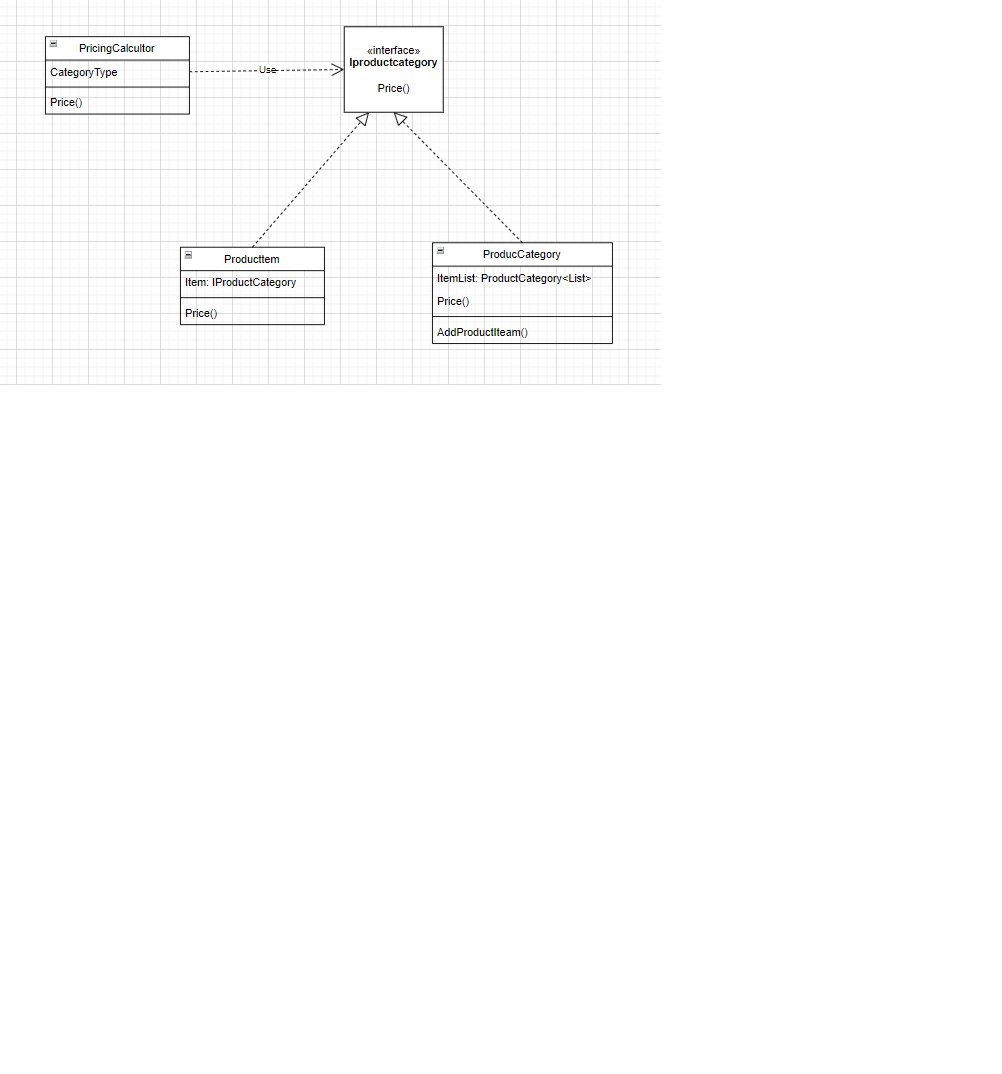 PricingCalcultor
CategoryType
Price()
Use
«interface»
Iproductcategory
Price()
ProductItem
Item: IProductCategory
Price()
ProducCategory
ItemList: ProductCategory<List>
Price()
AddProductIteam()